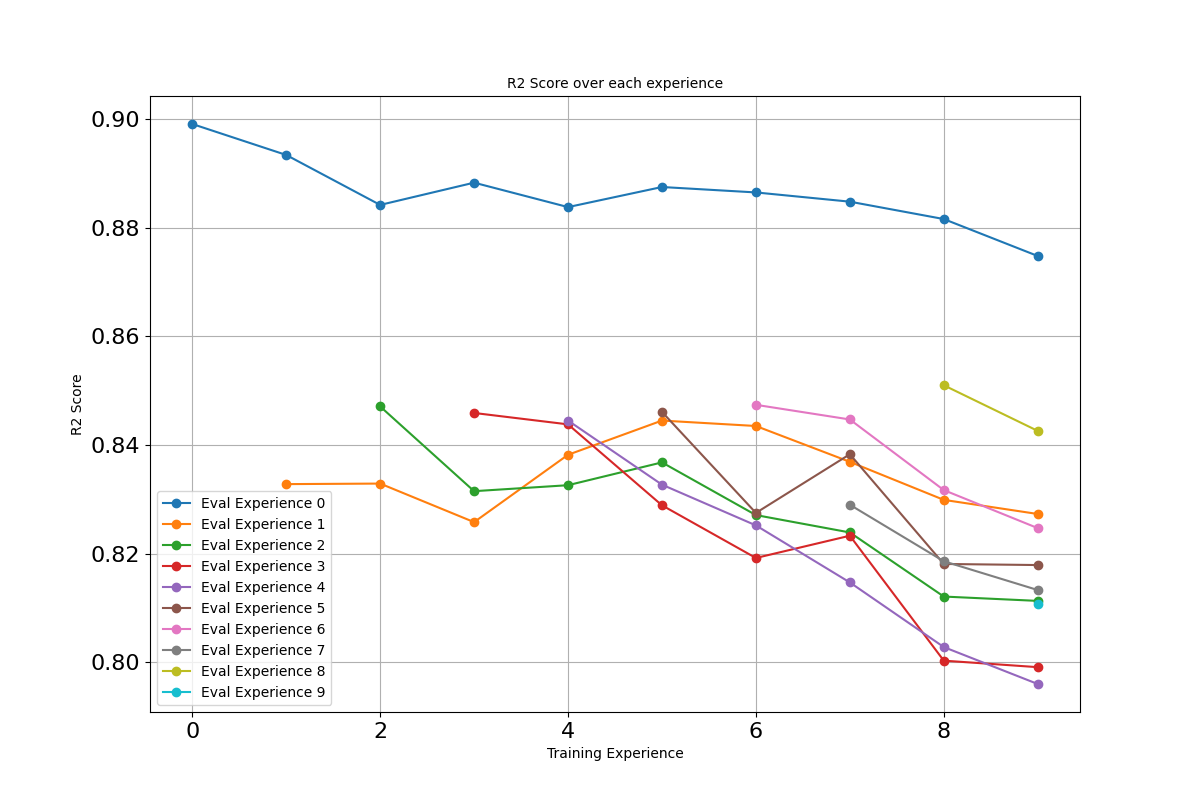 R2 Score over each experience
R2 Score
0.90
0.88
0.86
0.84
0.82
0.80
Eval Experience 0
Eval Experience 1
Eval Experience 2
Eval Experience 3
Eval Experience 4
Eval Experience 5
Eval Experience 6
Eval Experience 7
Eval Experience 8
Eval Experience 9
0 2 4 6 8
Training Experience